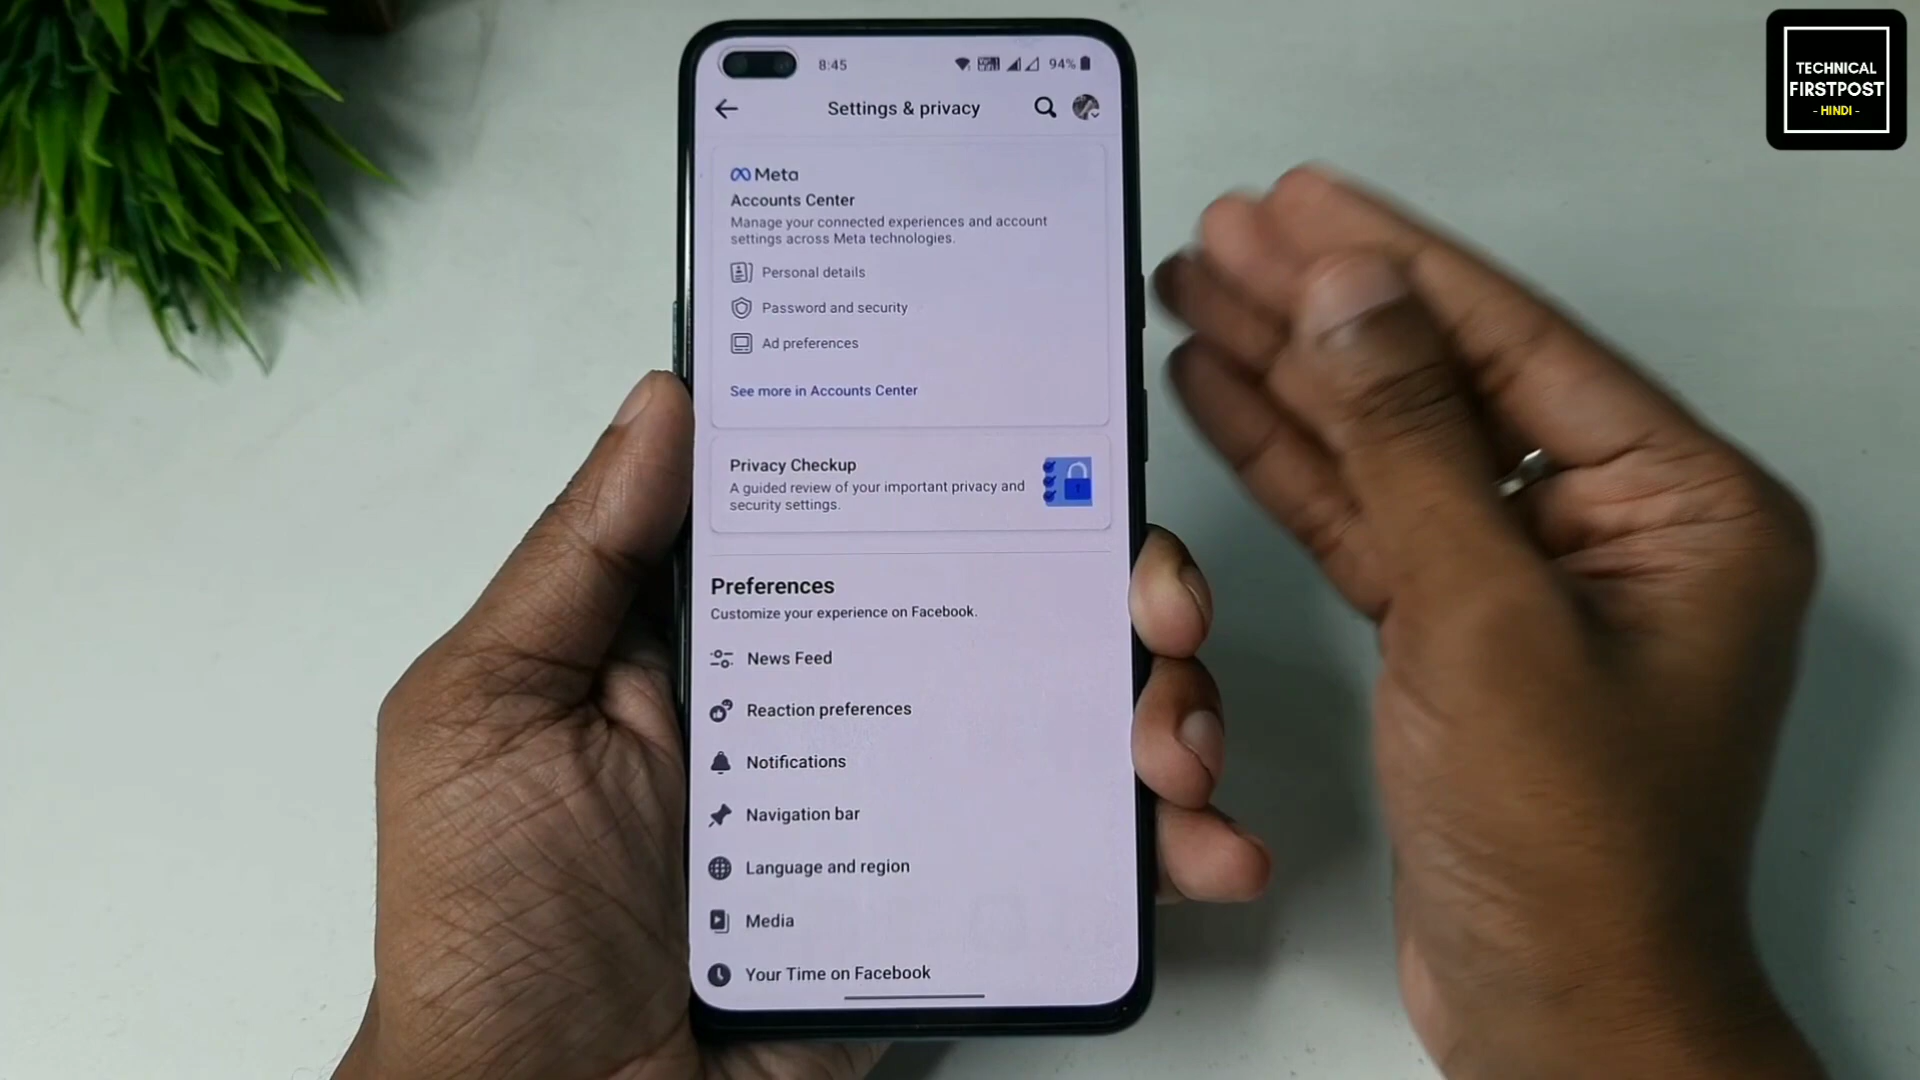 8:45
94%
Settings & privacy
Meta
Accounts Center
Manage your connected experiences and account
settings across Meta technologies.
Personal details
Password and security
Ad preferences
See more in Accounts Center
Privacy Checkup
A guided review of your important privacy and
security settings.
Preferences
Customize your experience on Facebook.
News Feed
Reaction preferences
Notifications
Navigation bar
Language and region
Media
Your Time on Facebook
TECHNICAL
FIRSTPOST
- HINDI -